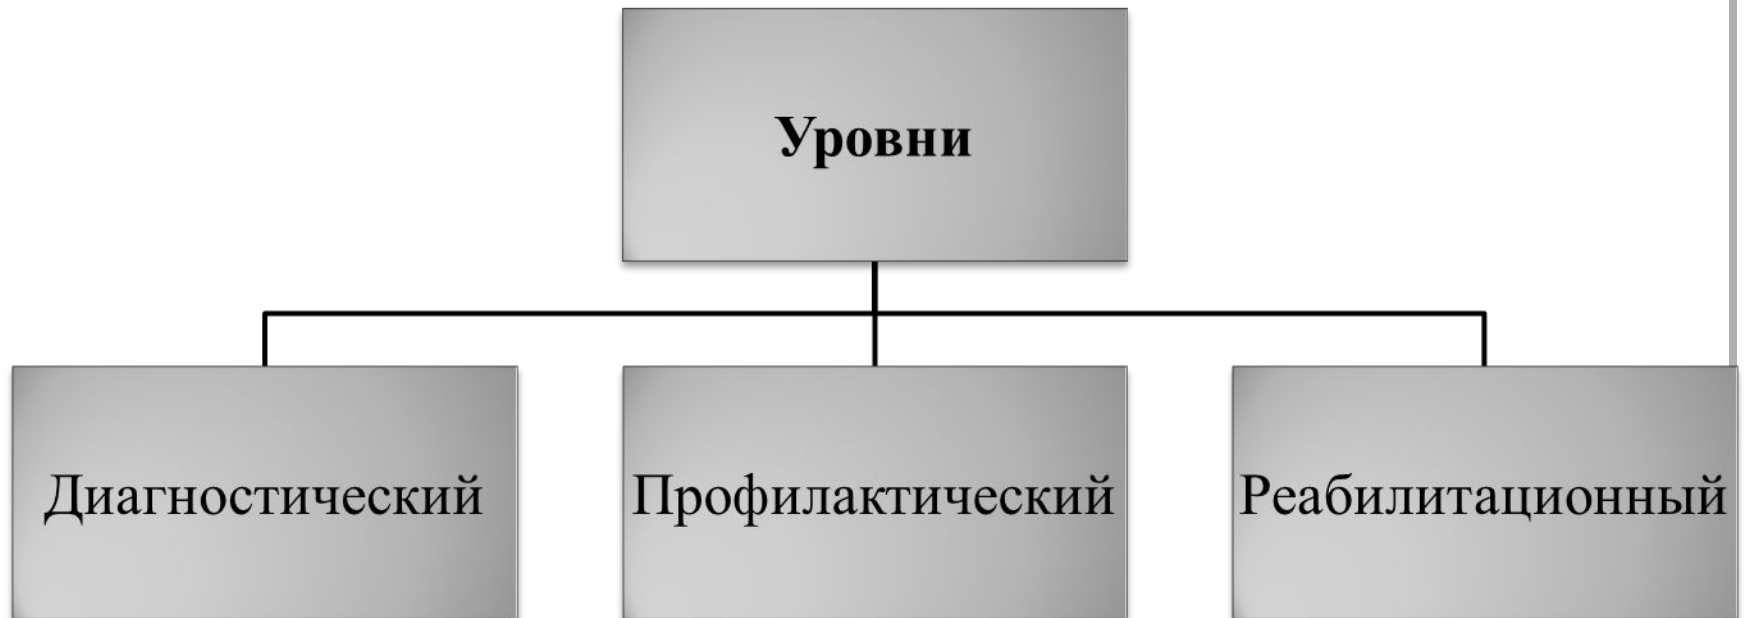 Уровни
Диагностический
Профилактический
Реабилитационный